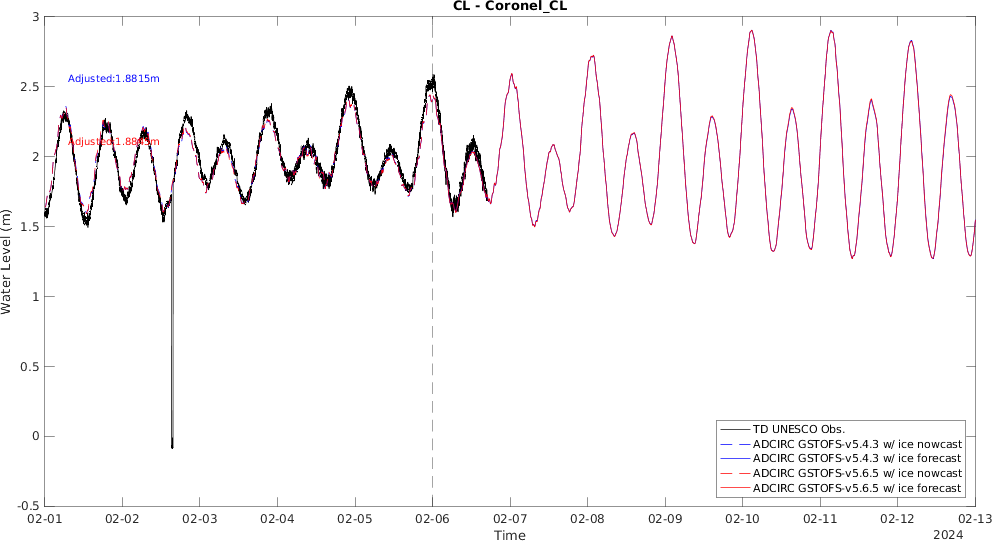 CL - Coronel_CL
3
2.5
2
1.5
1
0.5
0
-0.5
Water Level (m)
Adjusted:1.8815m
02-01 02-02 02-03 02-04 02-05 02-06 02-07 02-08 02-09 02-10 02-11 02-12 02-13
Time
2024
TD UNESCO Obs.
ADCIRC GSTOFS-v5.4.3 w/ ice nowcast
ADCIRC GSTOFS-v5.4.3 w/ ice forecast
ADCIRC GSTOFS-v5.6.5 w/ ice nowcast
ADCIRC GSTOFS-v5.6.5 w/ ice forecast